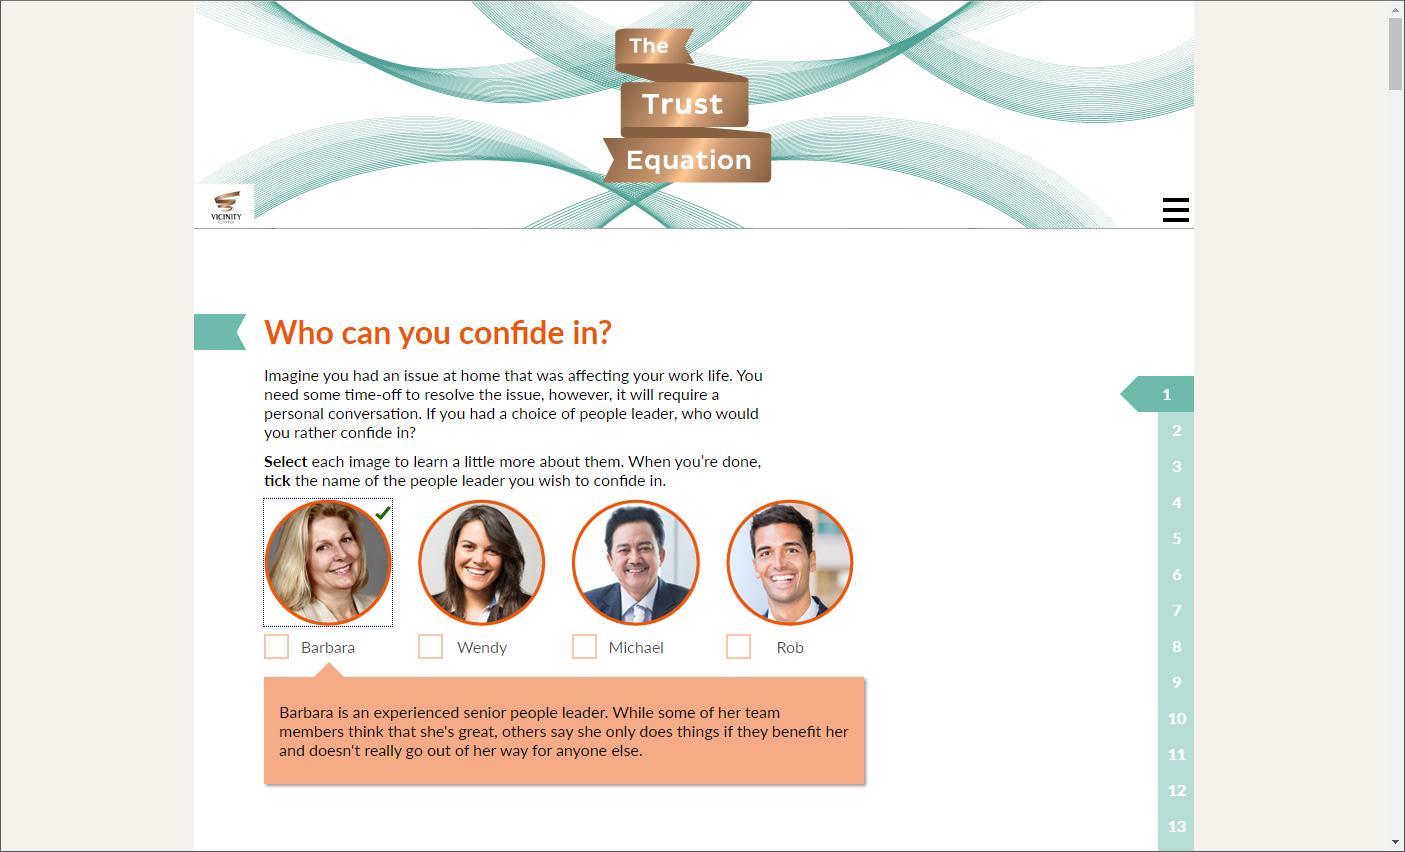 The
Trust
Equation
VICINITY
CENTRES
Who can you confide in?
Imagine you had an issue at home that was affecting your work life. You
need some time-off to resolve the issue, however, it will require a
personal conversation. If you had a choice of people leader, who would
you rather confide in?
Select each image to learn a little more about them. When you’re done,
tick the name of the people leader you wish to confide in.
Barbara Wendy Michael Rob
Barbara is an experienced senior people leader. While some of her team
members think that she's great, others say she only does things if they benefit her
and doesn't really go out of her way for anyone else.
1
2
3
4
5
6
7
8
9
10
11
12
13